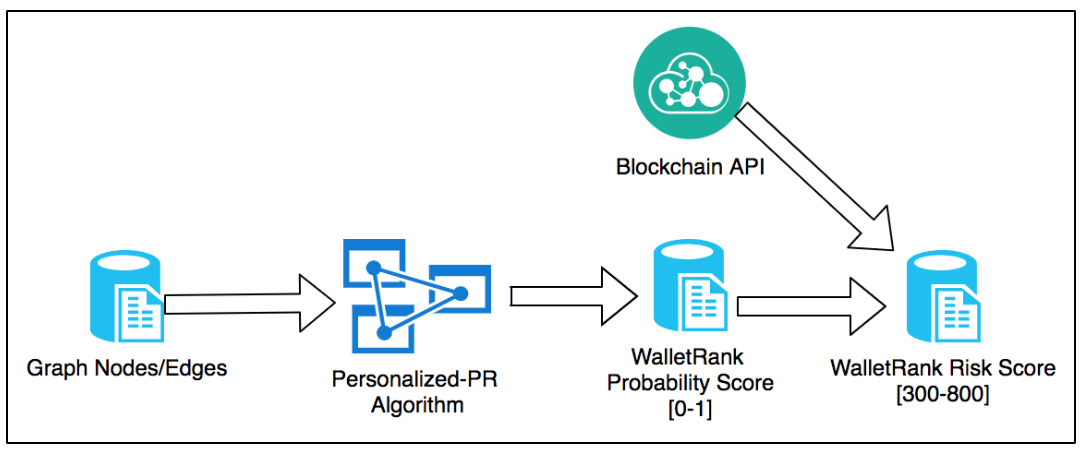 Blockchain API
Graph Nodes/Edges
Personalized-PR
Algorithm
WalletRank
Probability Score
[0-1]
WalletRank Risk Score
[300-800]